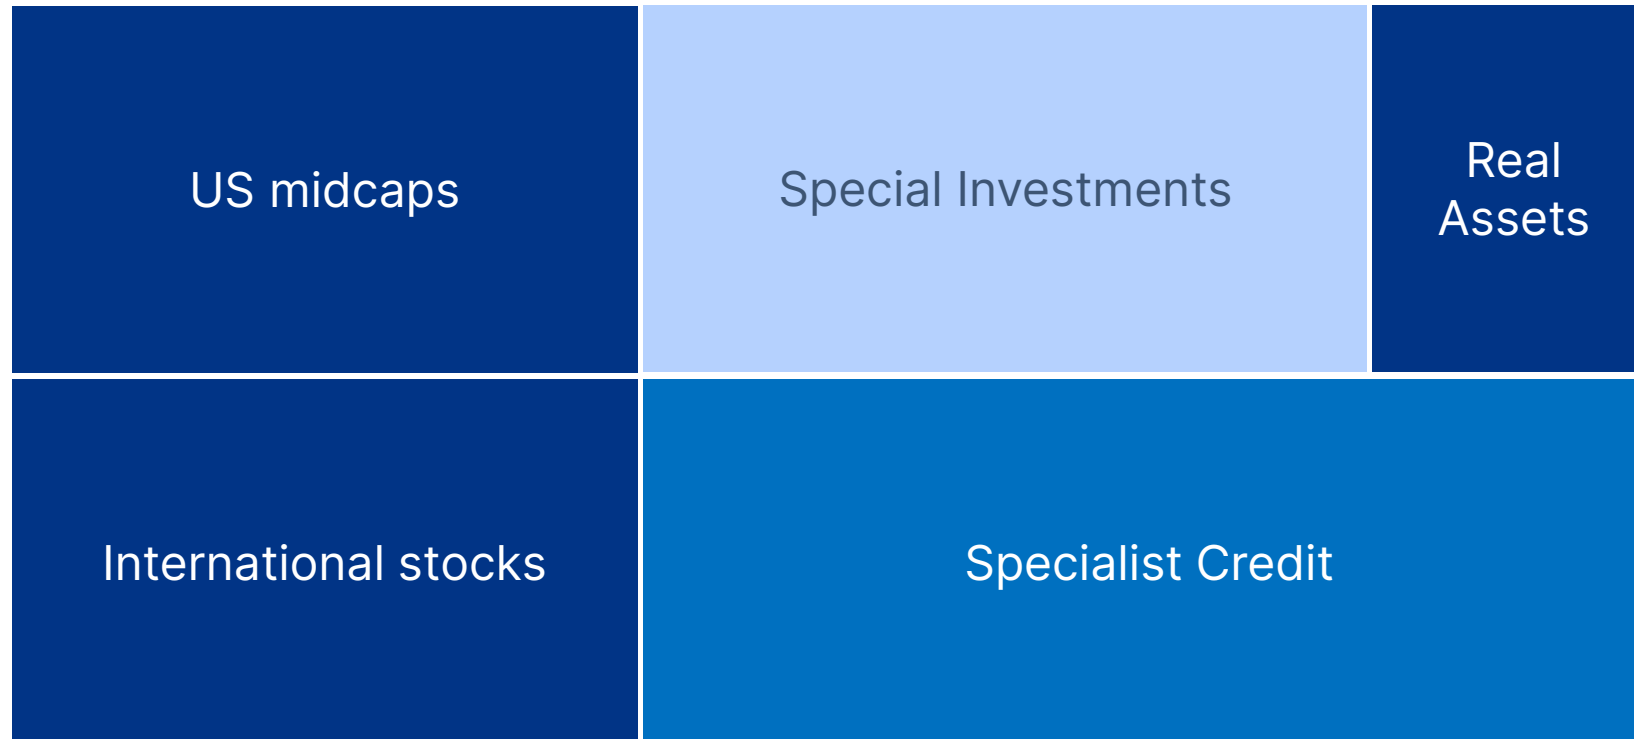 US midcaps
Special Investments
Real
Assets
International stocks
Specialist Credit